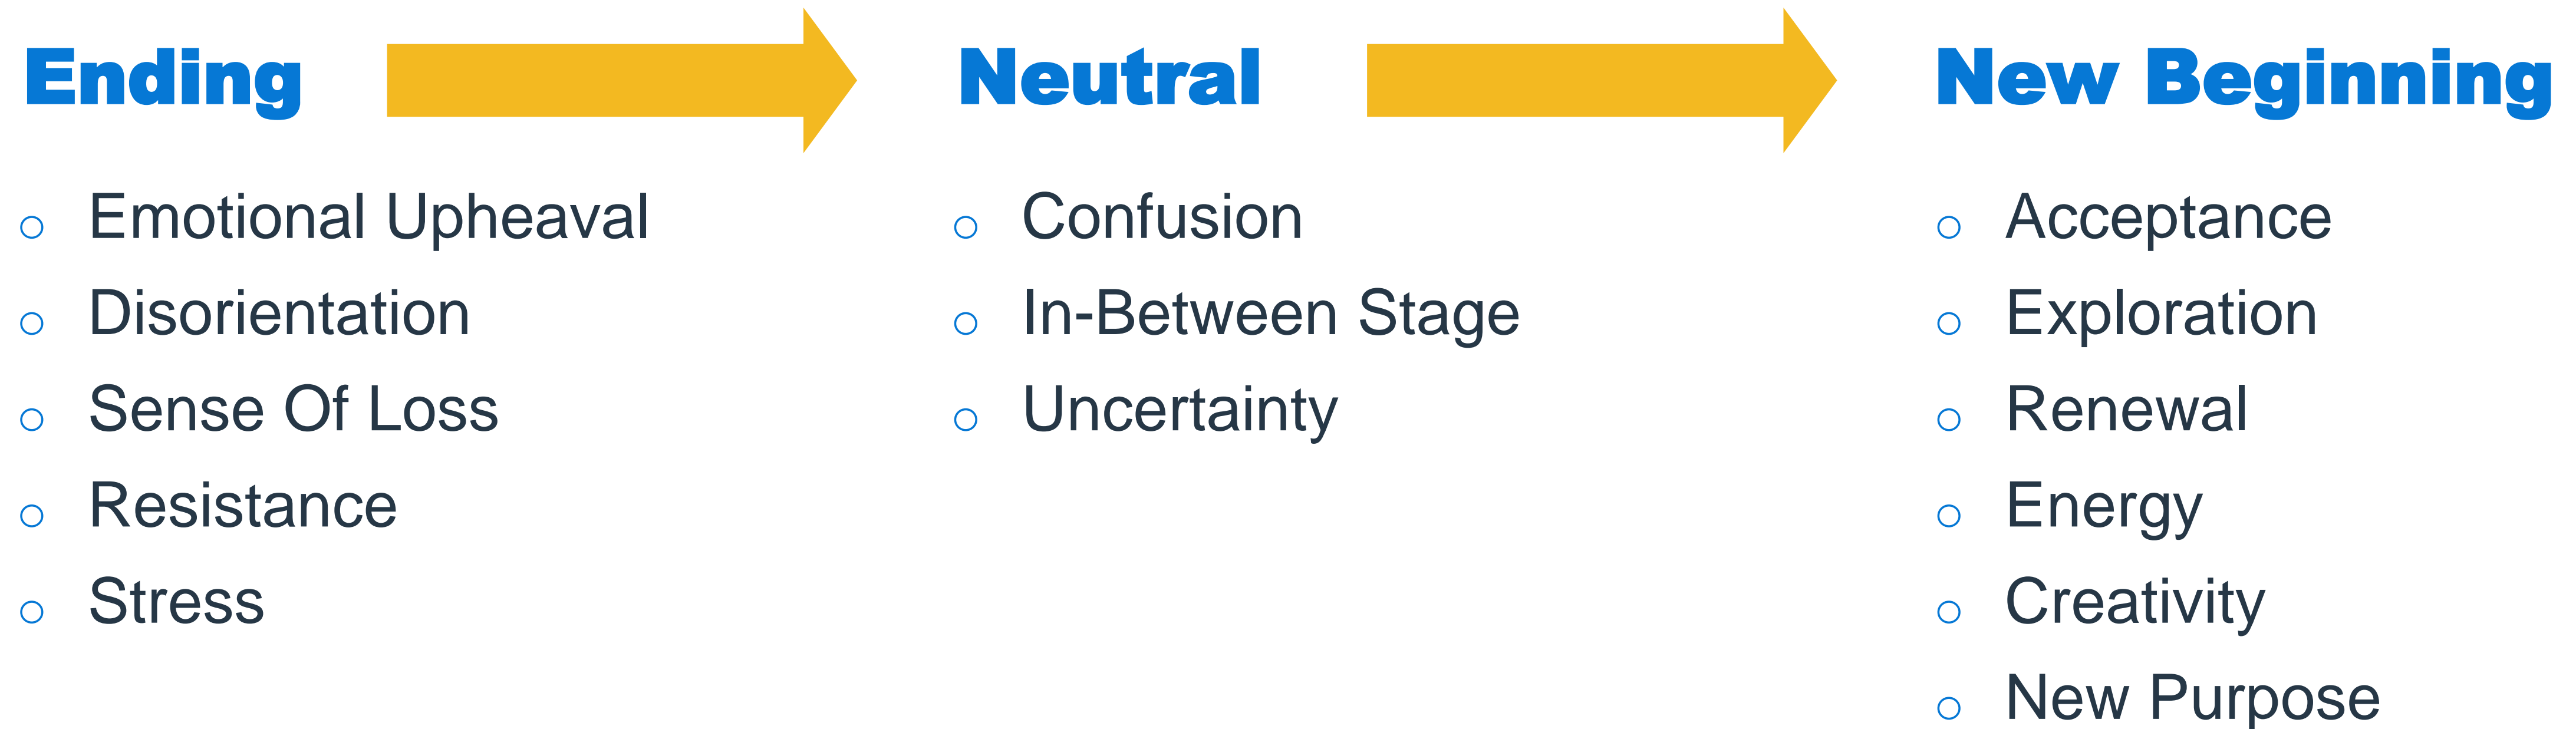 Ending
Emotional Upheaval
Disorientation
Sense Of Loss
Resistance
Stress
Neutral
Confusion
In-Between Stage
Uncertainty
New Beginning
Acceptance
Exploration
Renewal
Energy
Creativity
New Purpose